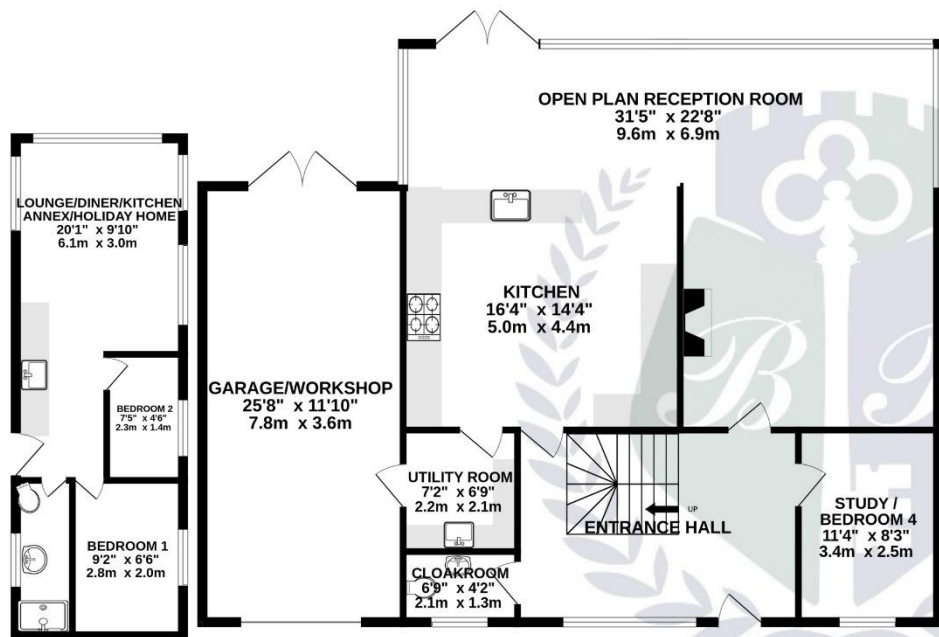 OPEN PLAN RECEPTION ROOM
31'5" x 22'8"
9.6m x 6.9m
LOUNGE/DINER/KITCHEN
ANNEX/HOLIDAY HOME
20'1" x 9'10"
6.1m x 3.0m
KITCHEN
16'4" x 14'4"
5.0m x 4.4m
GARAGE/WORKSHOP
25'8" x 11'10"
7.8m x 3.6m
BEDROOM 2
7'5" x 4'6"
2.3m x 1.4m
UTILITY ROOM
7'2" x 6'9"
2.2m x 2.1m
UP
ENTRANCE HALL
STUDY /
BEDROOM 4
11'4" x 8'3"
3.4m x 2.5m
BEDROOM 1
9'2" x 6'6"
2.8m x 2.0m
CLOAKROOM
6'9" x 4'2"
2.1m x 1.3m
B B